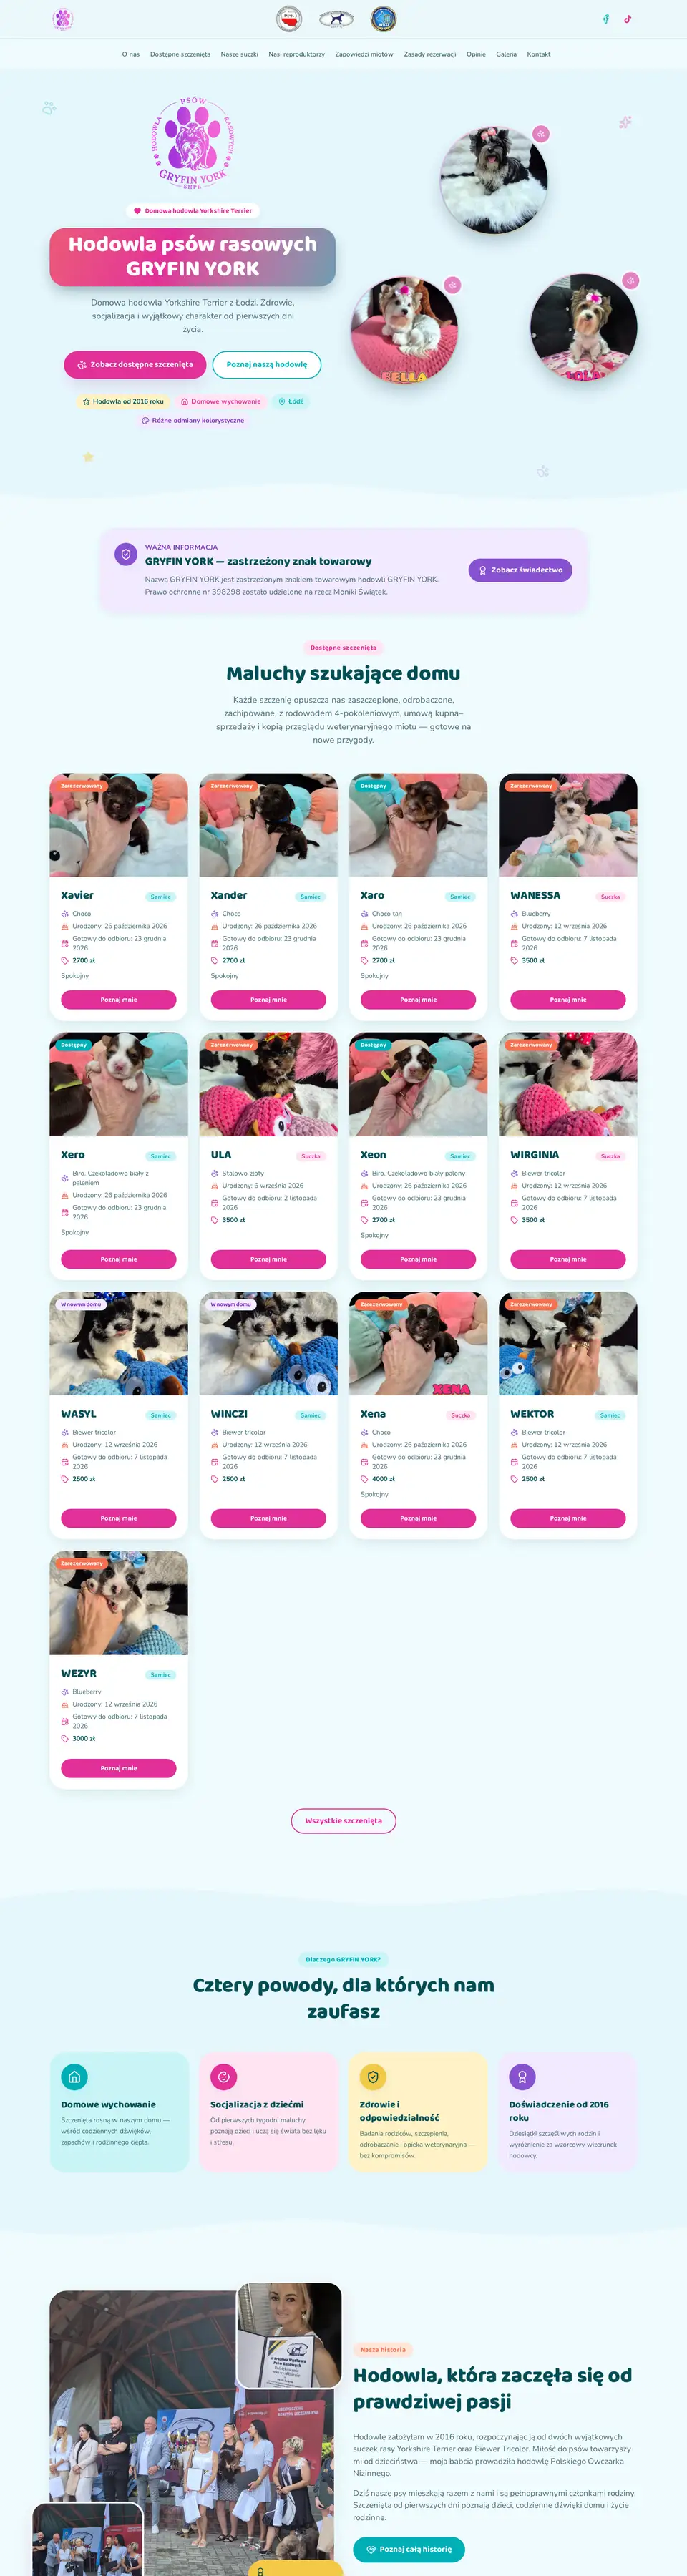 O nas Dostępne szczenięta Nasze suczki Nasi reproduktorzy Zapowiedzi miotów Zasady rezerwacji Opinie Galeria Kontakt
HODOWLA PSÓW RASOWYCH
GRYFIN YORK
SHPR
Domowa hodowla Yorkshire Terrier
Hodowla psów rasowych
GRYFIN YORK
Domowa hodowla Yorkshire Terrier z Łodzi. Zdrowie,
socjalizacja i wyjątkowy charakter od pierwszych dni
życia.
Zobacz dostępne szczenięta
Poznaj naszą hodowlę
Hodowla od 2016 roku
Domowe wychowanie
Łódź
Różne odmiany kolorystyczne
WAŻNA INFORMACJA
GRYFIN YORK — zastrzeżony znak towarowy
Nazwa GRYFIN YORK jest zastrzeżonym znakiem towarowym hodowli GRYFIN YORK.
Prawo ochronne nr 398298 zostało udzielone na rzecz Moniki Świątek.
Zobacz świadectwo
Dostępne szczenięta
Maluchy szukające domu
Każde szczenię opuszcza nas zaszczepione, odrobaczone,
zachipowane, z rodowodem 4-pokoleniowym, umową kupna–
sprzedaży i kopią przeglądu weterynaryjnego miotu — gotowe na
nowe przygody.
Zarezerwowany
Xavier
Samiec
Choco
Urodzony: 26 października 2026
Gotowy do odbioru: 23 grudnia
2026
2700 zł
Spokojny
Poznaj mnie
Zarezerwowany
Xander
Samiec
Choco
Urodzony: 26 października 2026
Gotowy do odbioru: 23 grudnia
2026
2700 zł
Spokojny
Poznaj mnie
Dostępny
Xaro
Samiec
Choco tan
Urodzony: 26 października 2026
Gotowy do odbioru: 23 grudnia
2026
2700 zł
Spokojny
Poznaj mnie
Zarezerwowany
WANESSA
Suczka
Blueberry
Urodzony: 12 września 2026
Gotowy do odbioru: 7 listopada
2026
3500 zł
Poznaj mnie
Dostępny
Xero
Samiec
Biro. Czekoladowo biały z
paleniem
Urodzony: 26 października 2026
Gotowy do odbioru: 23 grudnia
2026
Spokojny
Poznaj mnie
Zarezerwowany
ULA
Suczka
Stalowo złoty
Urodzony: 6 września 2026
Gotowy do odbioru: 2 listopada
2026
3500 zł
Poznaj mnie
Dostępny
Xeon
Samiec
Biro. Czekoladowo biały palony
Urodzony: 26 października 2026
Gotowy do odbioru: 23 grudnia
2026
2700 zł
Spokojny
Poznaj mnie
Zarezerwowany
WIRGINIA
Suczka
Biewer tricolor
Urodzony: 12 września 2026
Gotowy do odbioru: 7 listopada
2026
3500 zł
Poznaj mnie
W nowym domu
WASYL
Samiec
Biewer tricolor
Urodzony: 12 września 2026
Gotowy do odbioru: 7 listopada
2026
2500 zł
Poznaj mnie
W nowym domu
WINCZI
Samiec
Biewer tricolor
Urodzony: 12 września 2026
Gotowy do odbioru: 7 listopada
2026
2500 zł
Poznaj mnie
Zarezerwowany
XENA
Xena
Suczka
Choco
Urodzony: 26 października 2026
Gotowy do odbioru: 23 grudnia
2026
4000 zł
Spokojny
Poznaj mnie
Zarezerwowany
WEKTOR
Samiec
Biewer tricolor
Urodzony: 12 września 2026
Gotowy do odbioru: 7 listopada
2026
2500 zł
Poznaj mnie
Zarezerwowany
WEZYR
Samiec
Blueberry
Urodzony: 12 września 2026
Gotowy do odbioru: 7 listopada
2026
3000 zł
Poznaj mnie
Wszystkie szczenięta
Dlaczego GRYFIN YORK?
Cztery powody, dla których nam
zaufasz
Domowe wychowanie
Szczenięta rosną w naszym domu —
wśród codziennych dźwięków,
zapachów i rodzinnego ciepła.
Socjalizacja z dziećmi
Od pierwszych tygodni maluchy
poznają dzieci i uczą się świata bez lęku
i stresu.
Zdrowie i
odpowiedzialność
Badania rodziców, szczepienia,
odrobaczanie i opieka weterynaryjna —
bez kompromisów.
Doświadczenie od 2016
roku
Dziesiątki szczęśliwych rodzin i
wyróżnienie za wzorcowy wizerunek
hodowcy.
Nasza historia
Hodowla, która zaczęła się od
prawdziwej pasji
Hodowlę założyłam w 2016 roku, rozpoczynając ją od dwóch wyjątkowych
suczek rasy Yorkshire Terrier oraz Biewer Tricolor. Miłość do psów towarzyszy
mi od dzieciństwa — moja babcia prowadziła hodowlę Polskiego Owczarka
Nizinnego.
Dziś nasze psy mieszkają razem z nami i są pełnoprawnymi członkami rodziny.
Szczenięta od pierwszych dni poznają dzieci, codzienne dźwięki domu i życie
rodzinne.
Poznaj całą historię